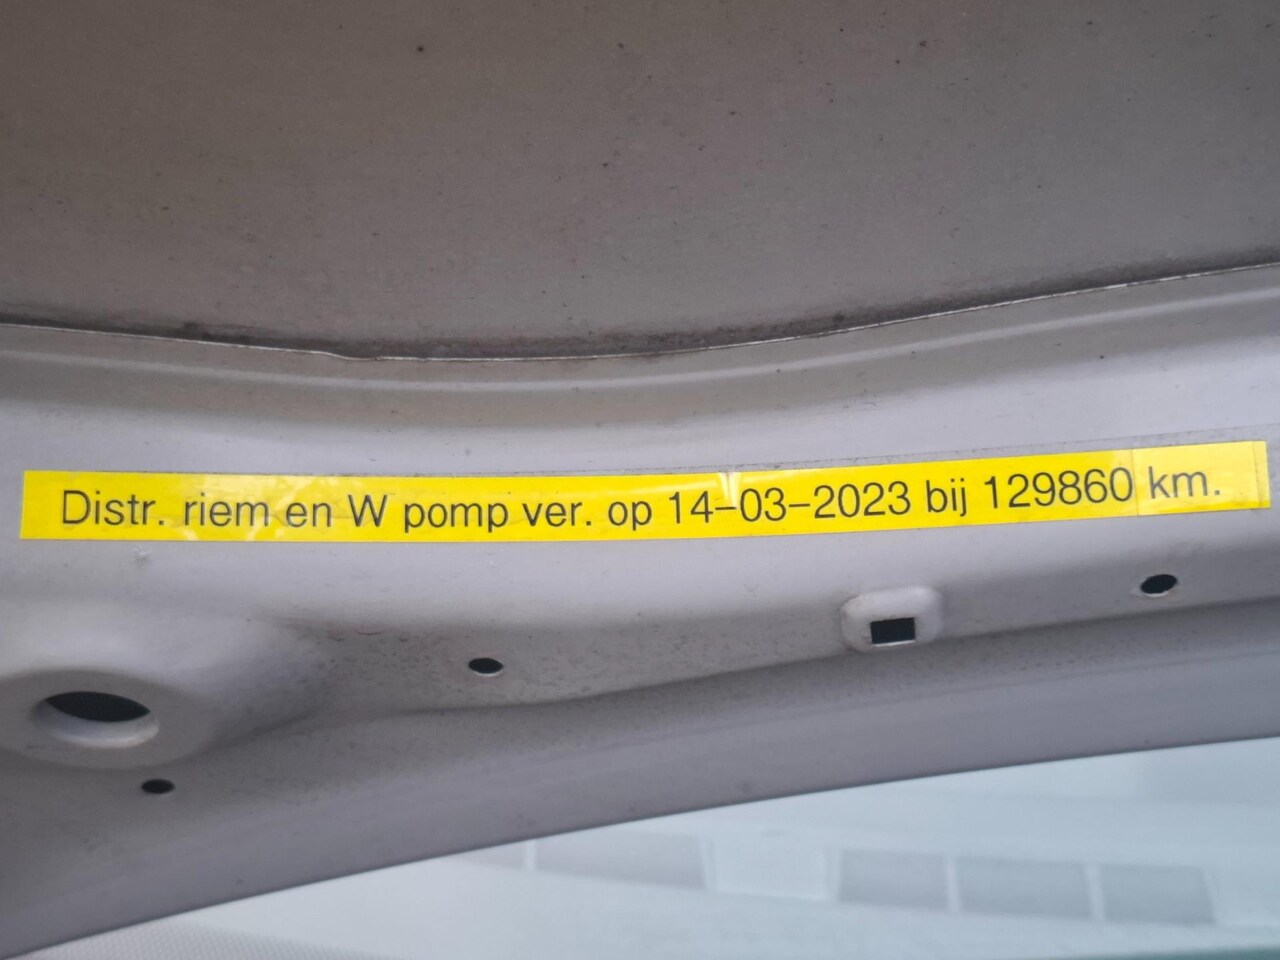 Distr. riem en W pomp ver. op 14-03-2023 bij 129860 km.